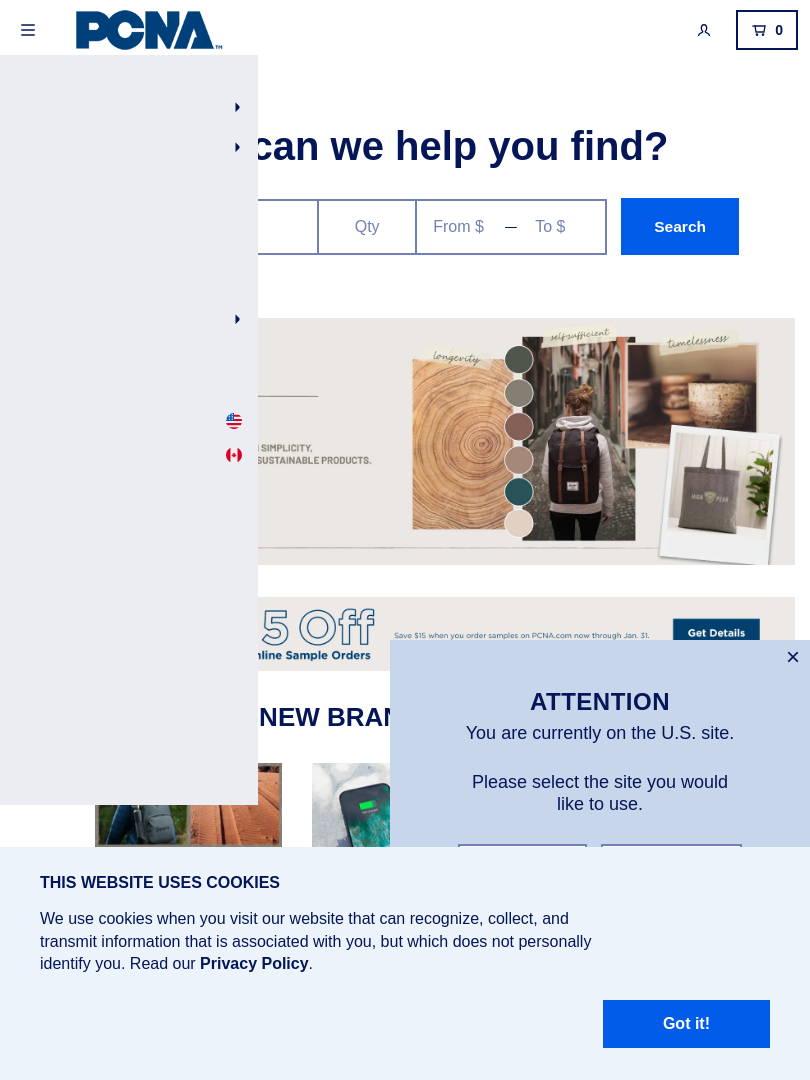 PCNA™
0
can we help you find?
Qty
From $ — To $
Search
longevity
self-sufficient
timelessness
SIMPLICITY,
SUSTAINABLE PRODUCTS.
HIGH PEAK
5 Off
nline Sample Orders
Save $15 when you order samples on PCNA.com now through Jan. 31.
Get Details
NEW BRAN
ATTENTION
You are currently on the U.S. site.
Please select the site you would
like to use.
THIS WEBSITE USES COOKIES
We use cookies when you visit our website that can recognize, collect, and
transmit information that is associated with you, but which does not personally
identify you. Read our Privacy Policy.
Got it!